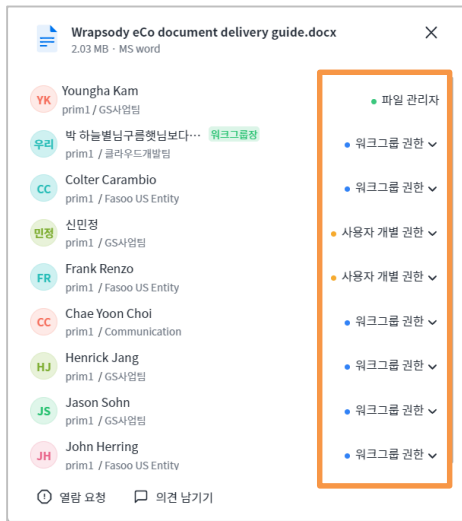 Wrapsody eCo document delivery guide.docx
2.03 MB · MS word
YK Youngha Kam
prim1 / GS사업팀
• 파일 관리자
우리 박 하늘별님구름햇님보다… 워크그룹장
prim1 / 클라우드개발팀
• 워크그룹 권한
CC Colter Carambio
prim1 / Fasoo US Entity
• 워크그룹 권한
민정 신민정
prim1 / GS사업팀
• 사용자 개별 권한
FR Frank Renzo
prim1 / Fasoo US Entity
• 사용자 개별 권한
CC Chae Yoon Choi
prim1 / Communication
• 워크그룹 권한
HJ Henrick Jang
prim1 / GS사업팀
• 워크그룹 권한
JS Jason Sohn
prim1 / GS사업팀
• 워크그룹 권한
JH John Herring
prim1 / Fasoo US Entity
• 워크그룹 권한
열람 요청 의견 남기기